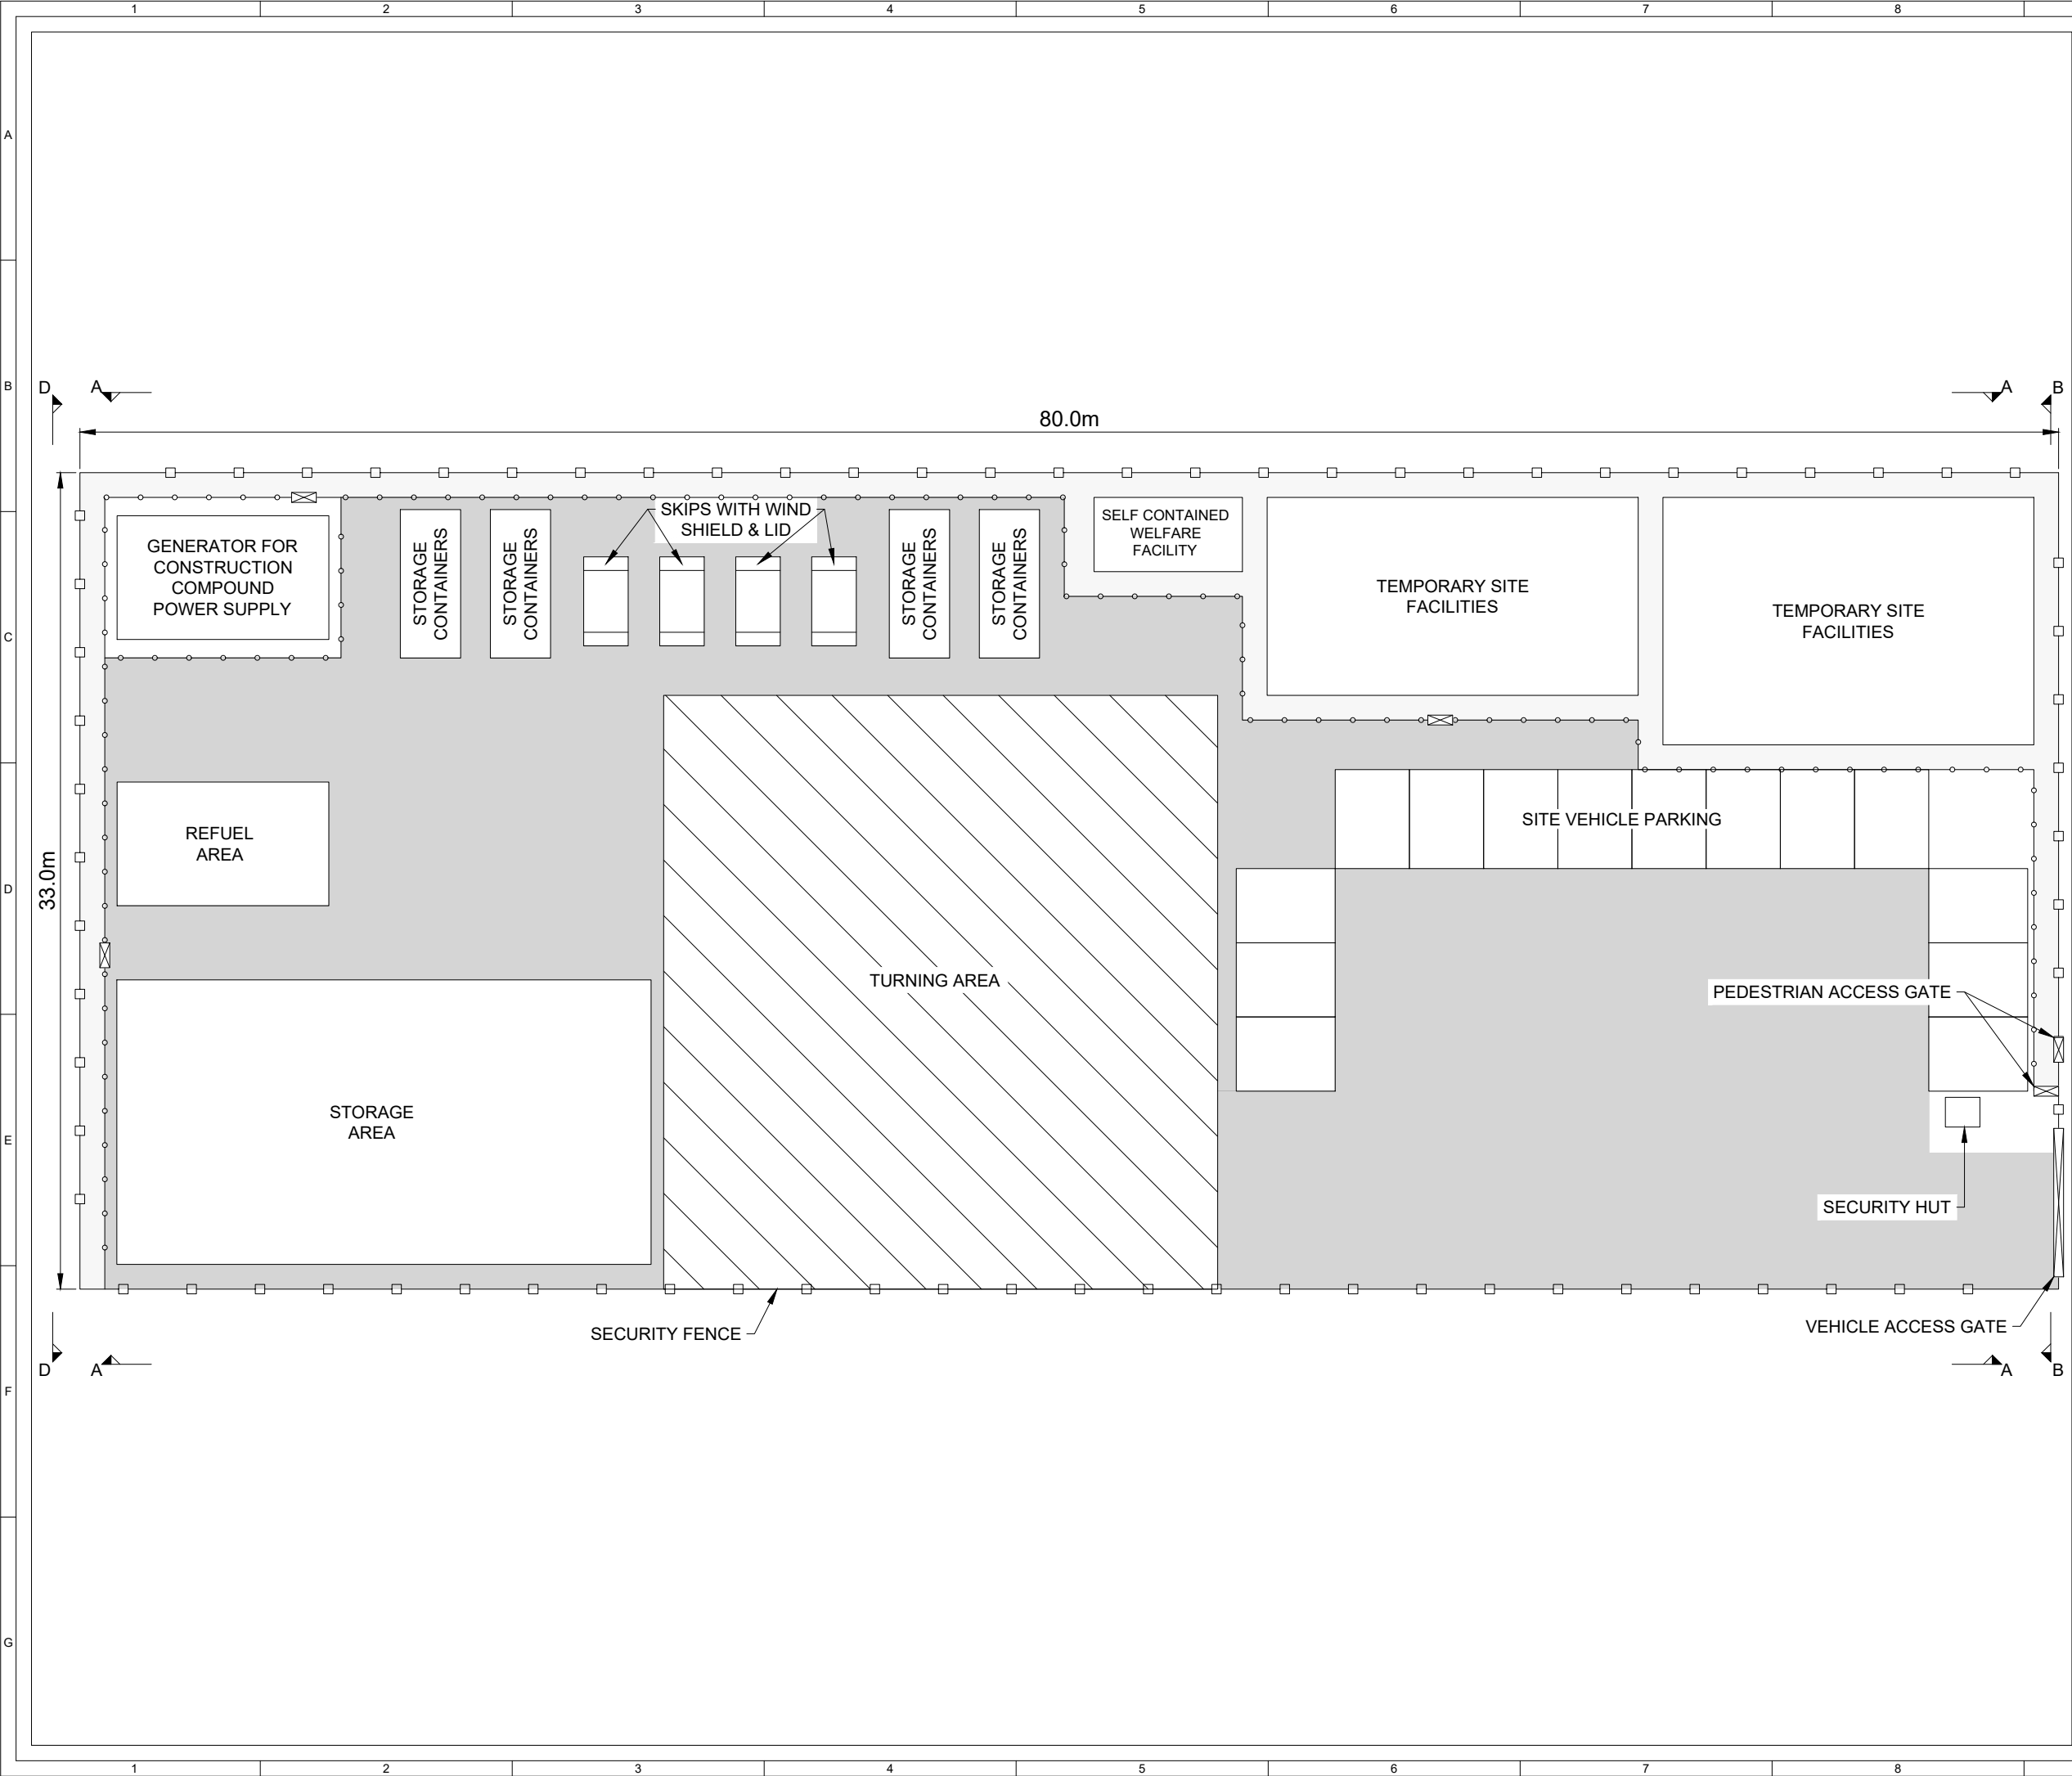 1 2 3 4 5 6 7 8
A
B
D A A B
80.0m
SKIPS WITH WIND
SHIELD & LID
SELF CONTAINED
WELFARE
FACILITY
GENERATOR FOR
CONSTRUCTION
COMPOUND
POWER SUPPLY
STORAGE
CONTAINERS
STORAGE
CONTAINERS
STORAGE
CONTAINERS
STORAGE
CONTAINERS
TEMPORARY SITE
FACILITIES
TEMPORARY SITE
FACILITIES
C
SITE VEHICLE PARKING
REFUEL
AREA
33.0m
D
TURNING AREA
PEDESTRIAN ACCESS GATE
STORAGE
AREA
E
SECURITY HUT
SECURITY FENCE
VEHICLE ACCESS GATE
D A A B
F
G
1 2 3 4 5 6 7 8